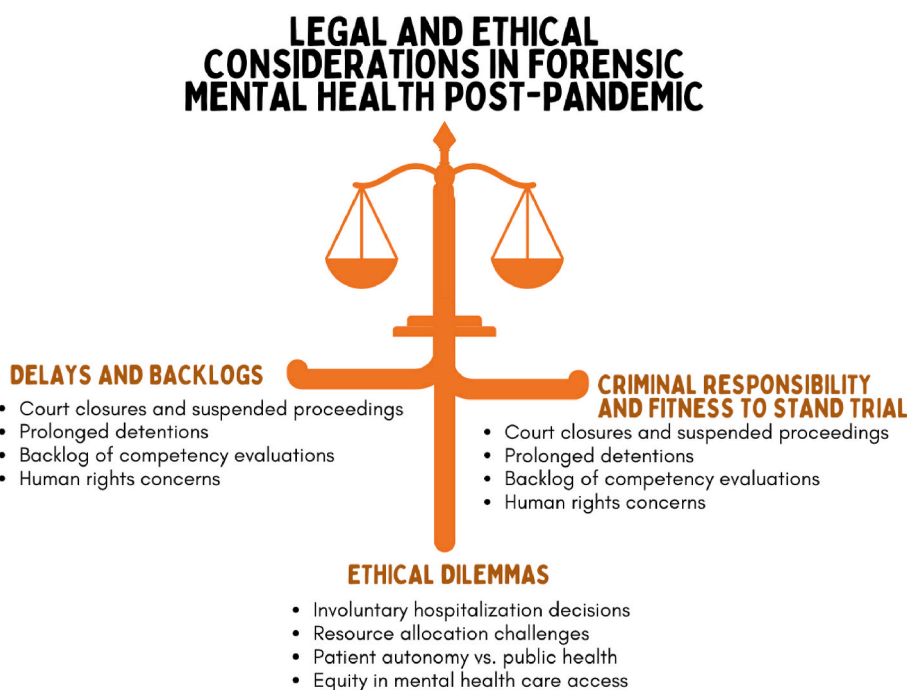 LEGAL AND ETHICAL
CONSIDERATIONS IN FORENSIC
MENTAL HEALTH POST-PANDEMIC
DELAYS AND BACKLOGS
• Court closures and suspended proceedings
• Prolonged detentions
• Backlog of competency evaluations
• Human rights concerns
CRIMINAL RESPONSIBILITY
AND FITNESS TO STAND TRIAL
• Court closures and suspended proceedings
• Prolonged detentions
• Backlog of competency evaluations
• Human rights concerns
ETHICAL DILEMMAS
• Involuntary hospitalization decisions
• Resource allocation challenges
• Patient autonomy vs. public health
• Equity in mental health care access